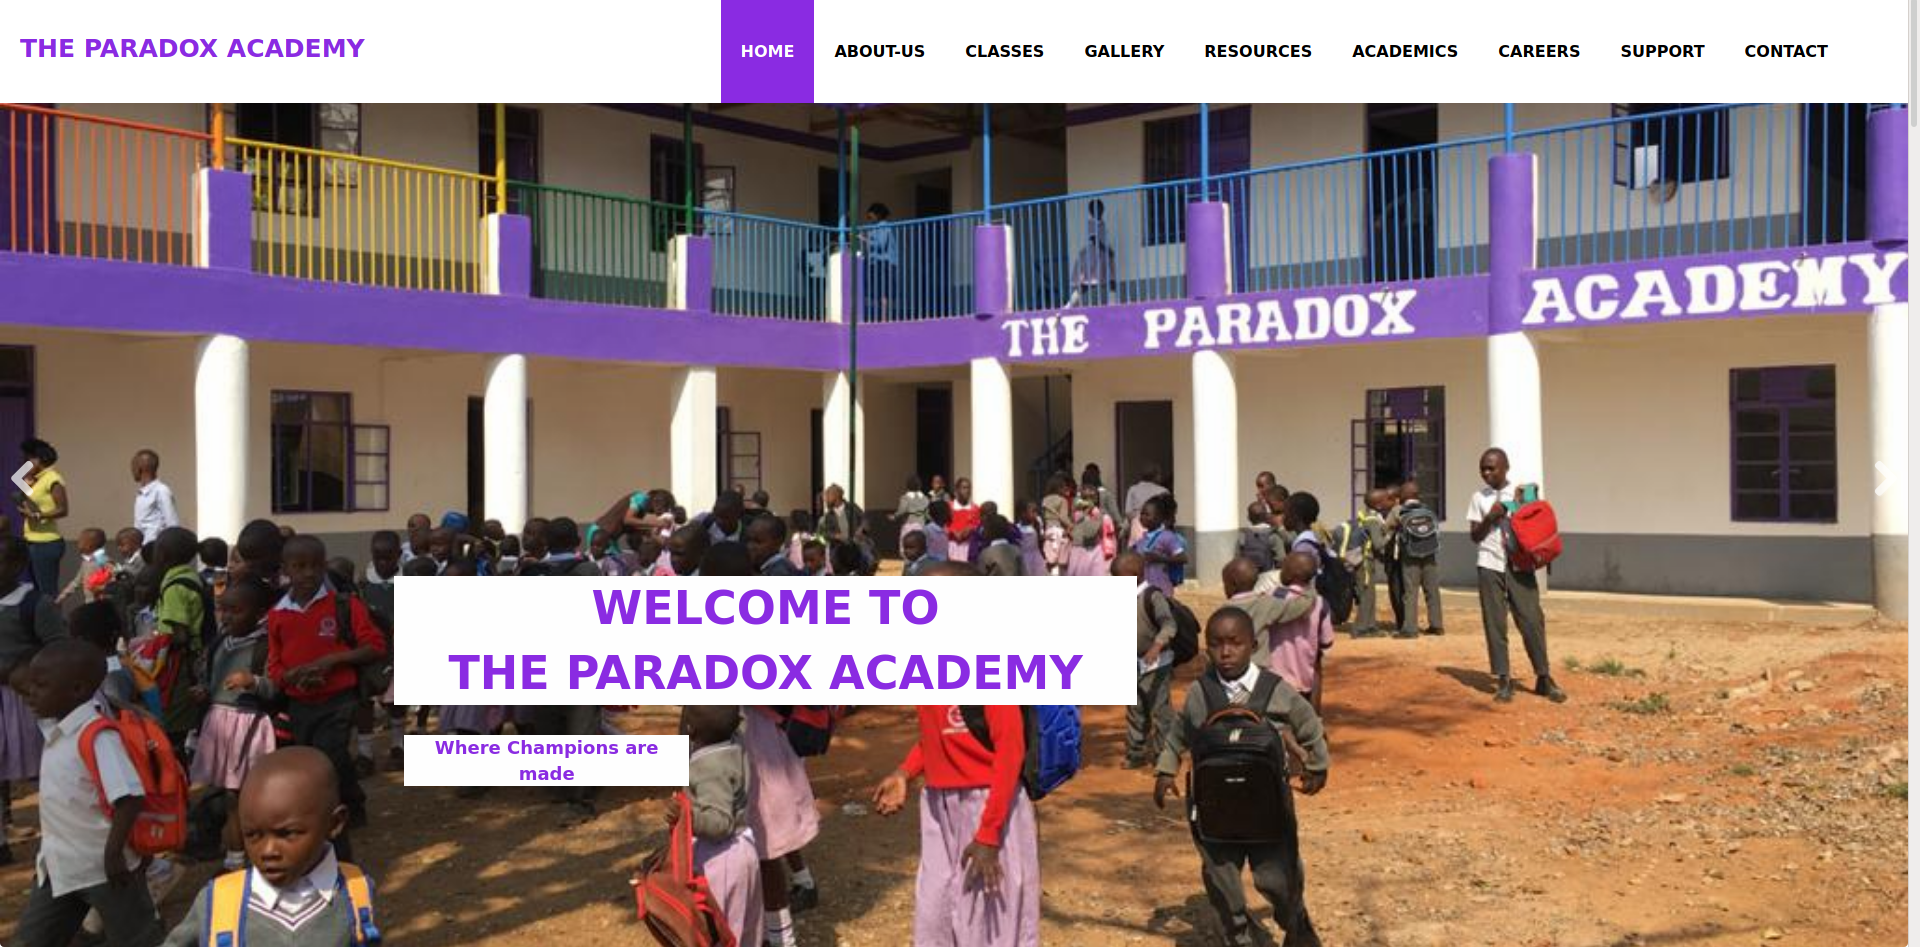 THE PARADOX ACADEMY
HOME ABOUT-US CLASSES GALLERY RESOURCES ACADEMICS CAREERS SUPPORT CONTACT
THE PARADOX ACADEMY
WELCOME TO
THE PARADOX ACADEMY
Where Champions are
made